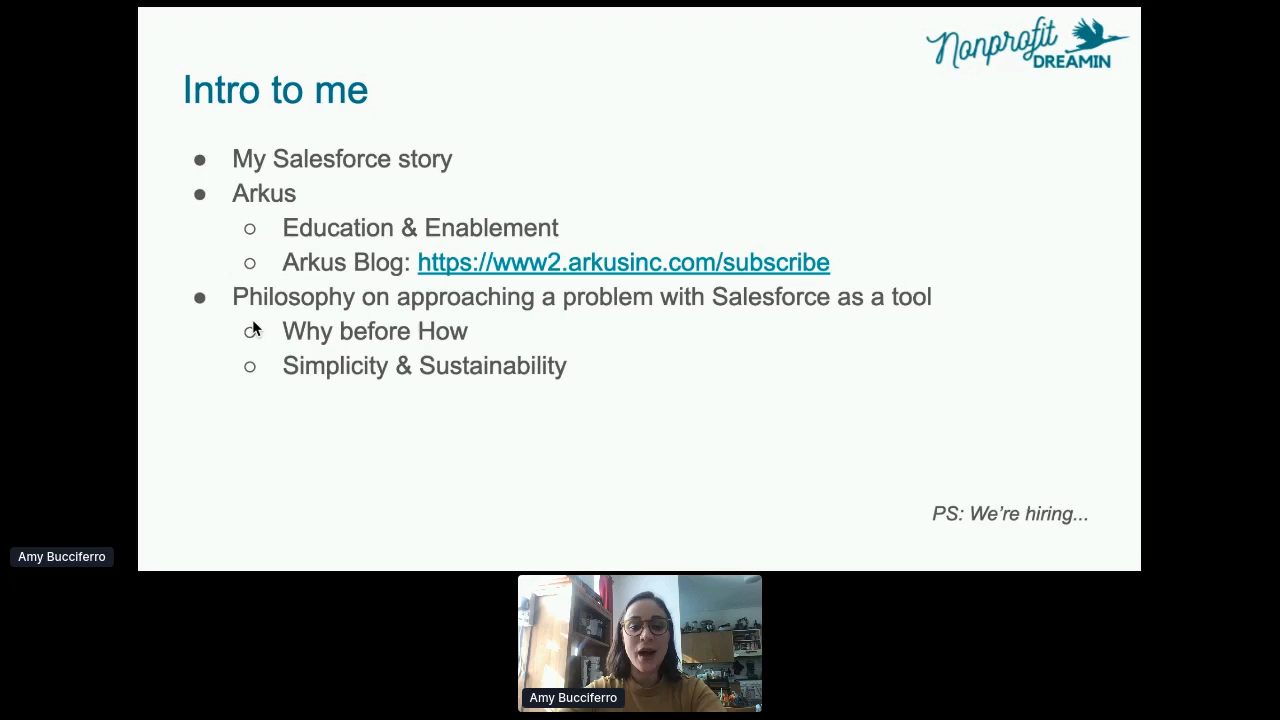 Nonprofit
DREAMIN
Intro to me
● My Salesforce story
● Arkus
○ Education & Enablement
○ Arkus Blog: https://www2.arkusinc.com/subscribe
● Philosophy on approaching a problem with Salesforce as a tool
○ Why before How
○ Simplicity & Sustainability
PS: We’re hiring...
Amy Bucciferro
Amy Bucciferro